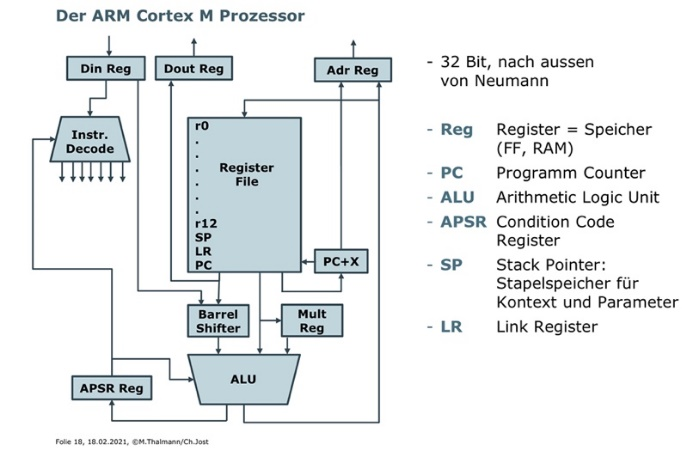 Der ARM Cortex M Prozessor
Din Reg
Dout Reg
Adr Reg
Instr.
Decode
r0
.
.
.
.
.
.
r12
SP
LR
PC
Register
File
PC+X
Barrel
Shifter
Mult
Reg
ALU
APSR Reg
- 32 Bit, nach aussen
von Neumann
- Reg Register = Speicher
(FF, RAM)
- PC Programm Counter
- ALU Arithmetic Logic Unit
- APSR Condition Code
Register
- SP Stack Pointer:
Stapelspeicher für
Kontext und Parameter
- LR Link Register
Folie 18, 18.02.2021, ©M.Thalmann/Ch.Jost